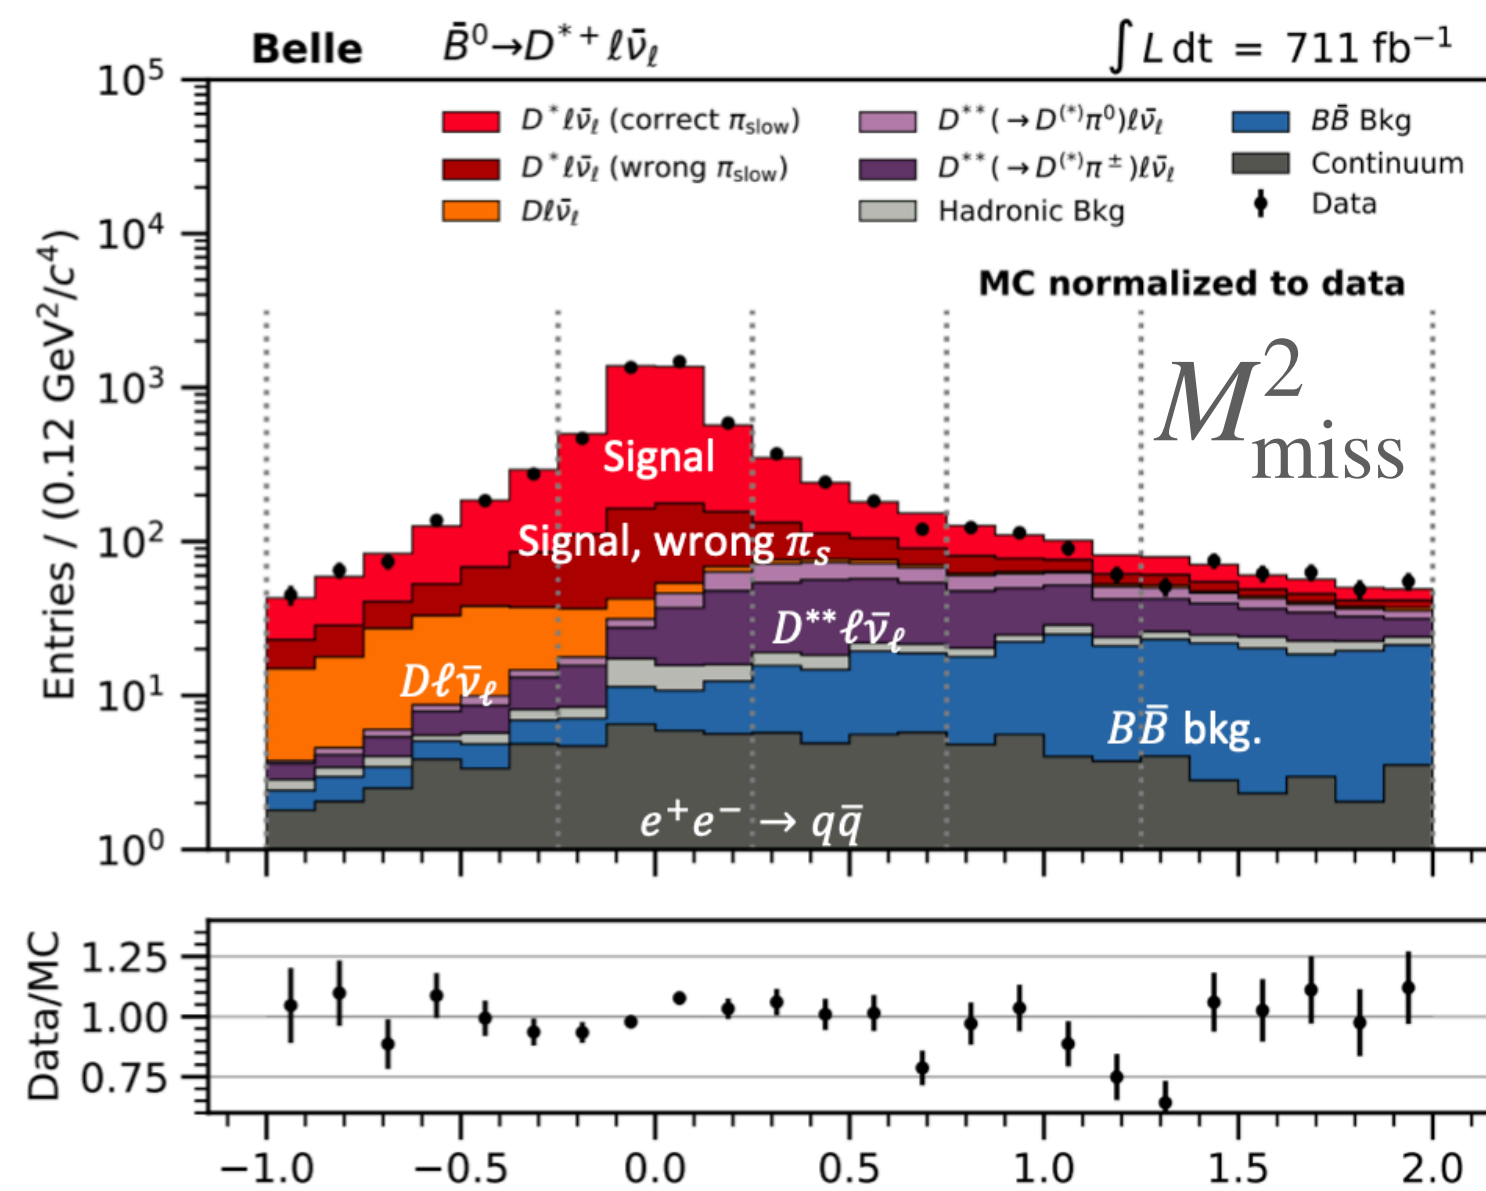 Belle B̄⁰→D*⁺ ℓν̄ℓ ∫ L dt = 711 fb⁻¹
10⁵
D*ℓν̄ℓ (correct πslow) D**(→D⁽*⁾π⁰)ℓν̄ℓ BB̄ Bkg
D*ℓν̄ℓ (wrong πslow) D**(→D⁽*⁾π±)ℓν̄ℓ Continuum
Dℓν̄ℓ Hadronic Bkg Data
10⁴
MC normalized to data
M²miss
10³
Signal
10²
Signal, wrong πs
D**ℓν̄ℓ
Dℓν̄ℓ
10¹
BB̄ bkg.
e⁺e⁻ → qq̄
10⁰
Entries / (0.12 GeV²/c⁴)
1.25
1.00
0.75
Data/MC
−1.0 −0.5 0.0 0.5 1.0 1.5 2.0